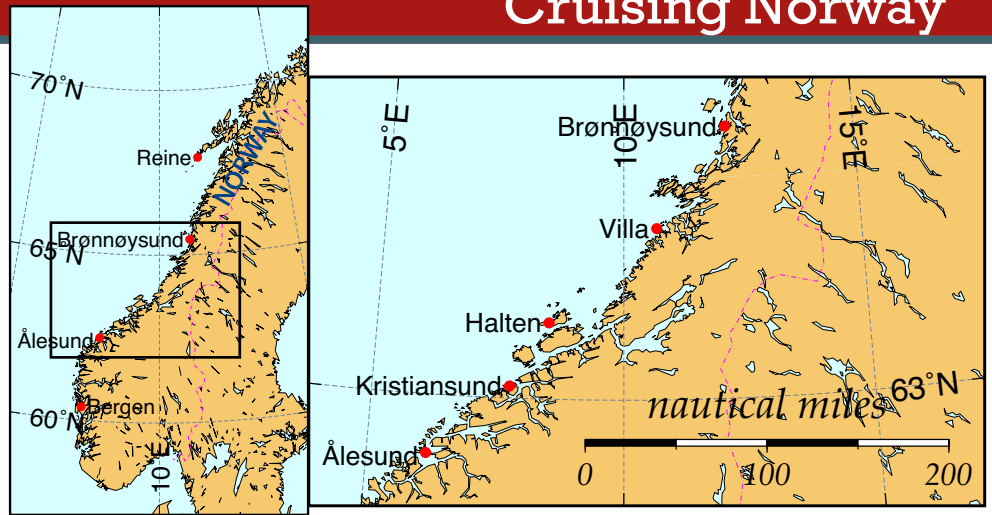 Cruising Norway
70°N
Reine
NORWAY
Brønnøysund
65°N
Ålesund
Bergen
60°N
10°E
5°E
10°E
15°E
Brønnøysund
Villa
Halten
Kristiansund
63°N
nautical miles
Ålesund
0 100 200